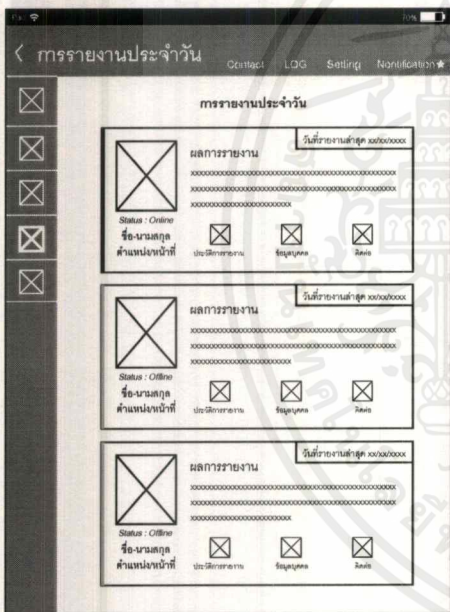 70%
การรายงานประจำวัน
Contact LOG Setting Nontification★
การรายงานประจำวัน
วันที่รายงานล่าสุด xx/xx/xxxx
ผลการรายงาน
xxxxxxxxxxxxxxxxxxxxxxxxxxxxxxxxxxxxxxxxx
xxxxxxxxxxxxxxxxxxxxxxxxxxxxxxxxxxxxxxxxx
xxxxxxxxxxxxxxxxxxxx
Status : Online
ชื่อ-นามสกุล
ตำแหน่ง/หน้าที่
ประวัติการรายงาน ข้อมูลบุคคล ติดต่อ
วันที่รายงานล่าสุด xx/xx/xxxx
ผลการรายงาน
xxxxxxxxxxxxxxxxxxxxxxxxxxxxxxxxxxxxxxxxx
xxxxxxxxxxxxxxxxxxxxxxxxxxxxxxxxxxxxxxxxx
xxxxxxxxxxxxxxxxxxxx
Status : Offline
ชื่อ-นามสกุล
ตำแหน่ง/หน้าที่
ประวัติการรายงาน ข้อมูลบุคคล ติดต่อ
วันที่รายงานล่าสุด xx/xx/xxxx
ผลการรายงาน
xxxxxxxxxxxxxxxxxxxxxxxxxxxxxxxxxxxxxxxxx
xxxxxxxxxxxxxxxxxxxxxxxxxxxxxxxxxxxxxxxxx
xxxxxxxxxxxxxxxxxxxx
Status : Offline
ชื่อ-นามสกุล
ตำแหน่ง/หน้าที่
ประวัติการรายงาน ข้อมูลบุคคล ติดต่อ